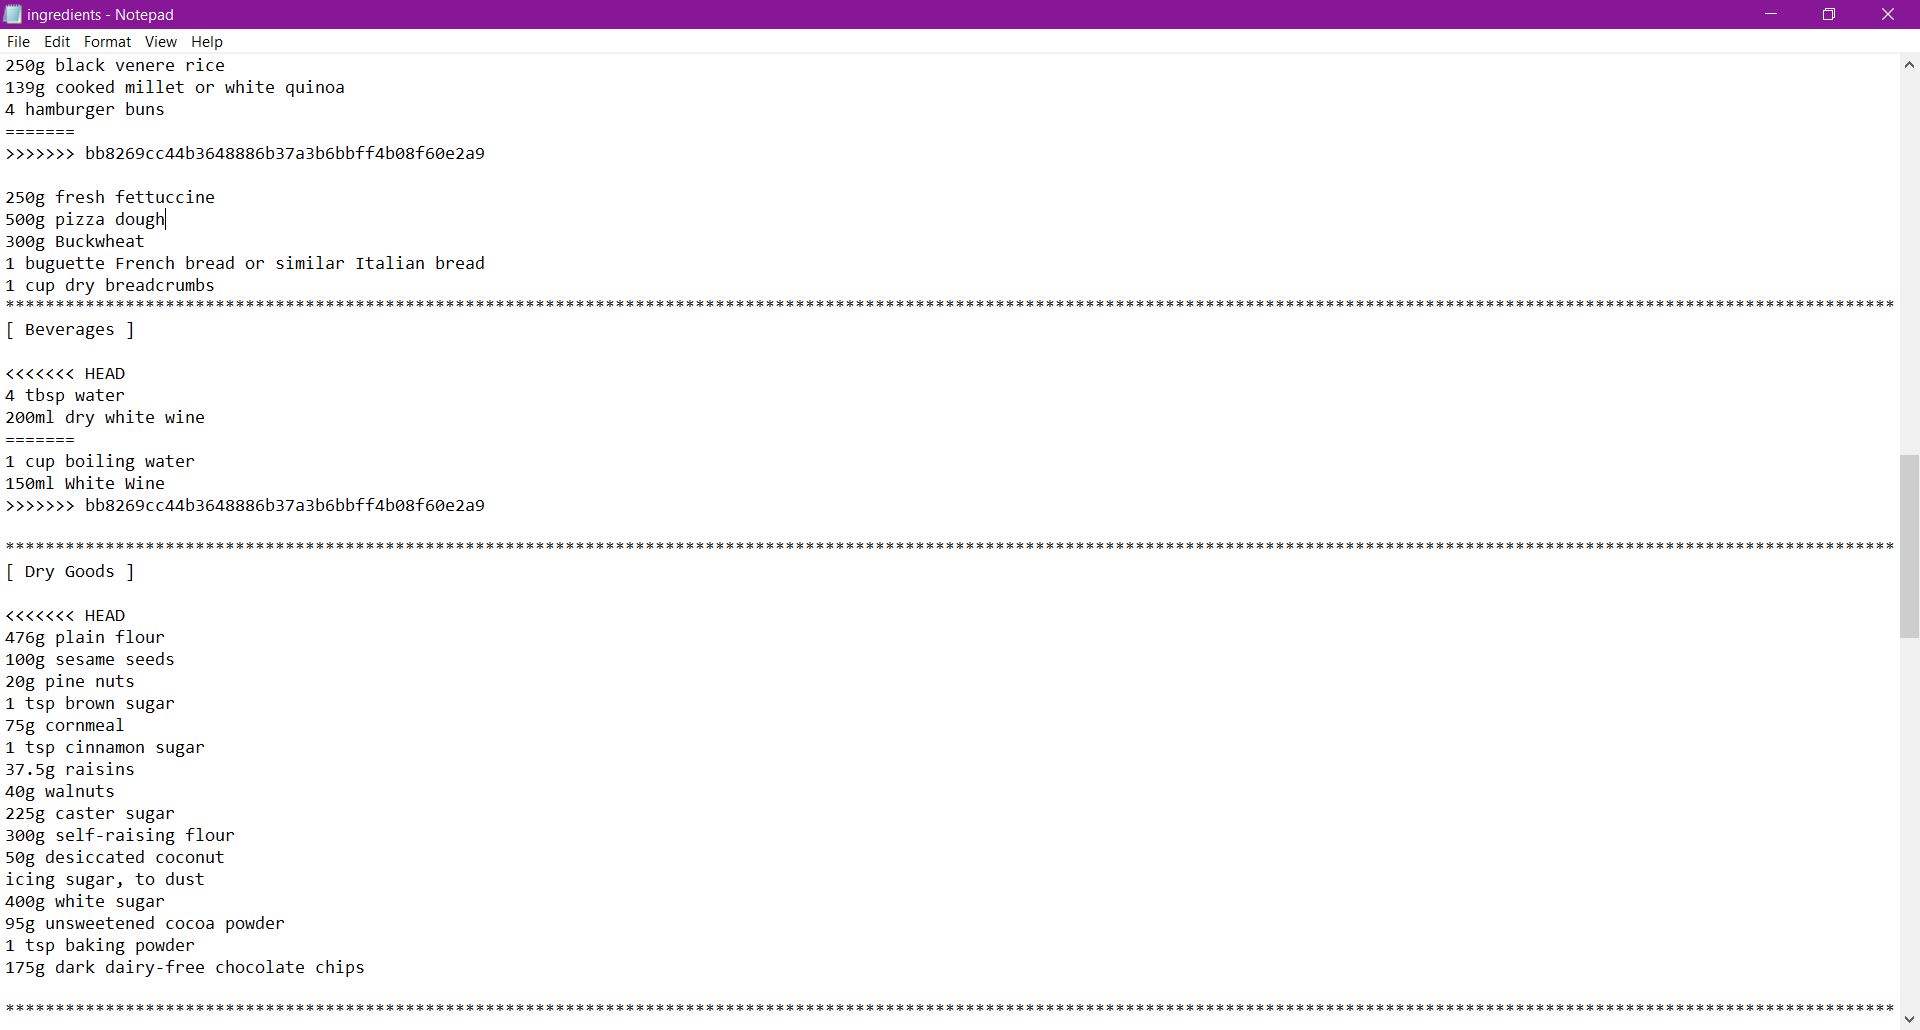 ingredients - Notepad
File Edit Format View Help
250g black venere rice
139g cooked millet or white quinoa
4 hamburger buns
=======
>>>>>>> bb8269cc44b3648886b37a3b6bbff4b08f60e2a9
250g fresh fettuccine
500g pizza dough
300g Buckwheat
1 buguette French bread or similar Italian bread
1 cup dry breadcrumbs
*********************************************************************************************************************************************************************************************
[ Beverages ]
<<<<<<< HEAD
4 tbsp water
200ml dry white wine
=======
1 cup boiling water
150ml White Wine
>>>>>>> bb8269cc44b3648886b37a3b6bbff4b08f60e2a9
*********************************************************************************************************************************************************************************************
[ Dry Goods ]
<<<<<<< HEAD
476g plain flour
100g sesame seeds
20g pine nuts
1 tsp brown sugar
75g cornmeal
1 tsp cinnamon sugar
37.5g raisins
40g walnuts
225g caster sugar
300g self-raising flour
50g desiccated coconut
icing sugar, to dust
400g white sugar
95g unsweetened cocoa powder
1 tsp baking powder
175g dark dairy-free chocolate chips
*********************************************************************************************************************************************************************************************